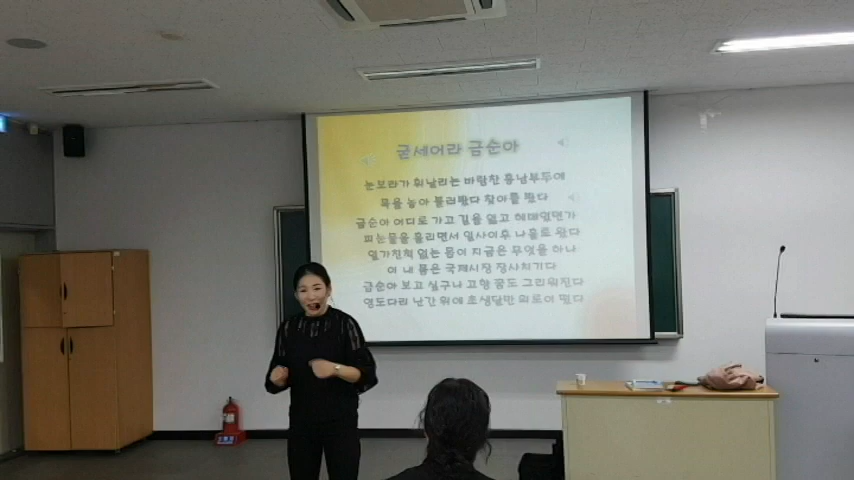 굳세어라 금순아
눈보라가 휘날리는 바람찬 흥남부두에
목을 놓아 불러봤다 찾아를 봤다
금순아 어디로 가고 길을 잃고 헤매였던가
피눈물을 흘리면서 일사이후 나홀로 왔다
일가친척 없는 몸이 지금은 무엇을 하나
이 내 몸은 국제시장 장사치기다
금순아 보고 싶구나 고향 꿈도 그리워진다
영도다리 난간 위에 초생달만 외로이 떴다